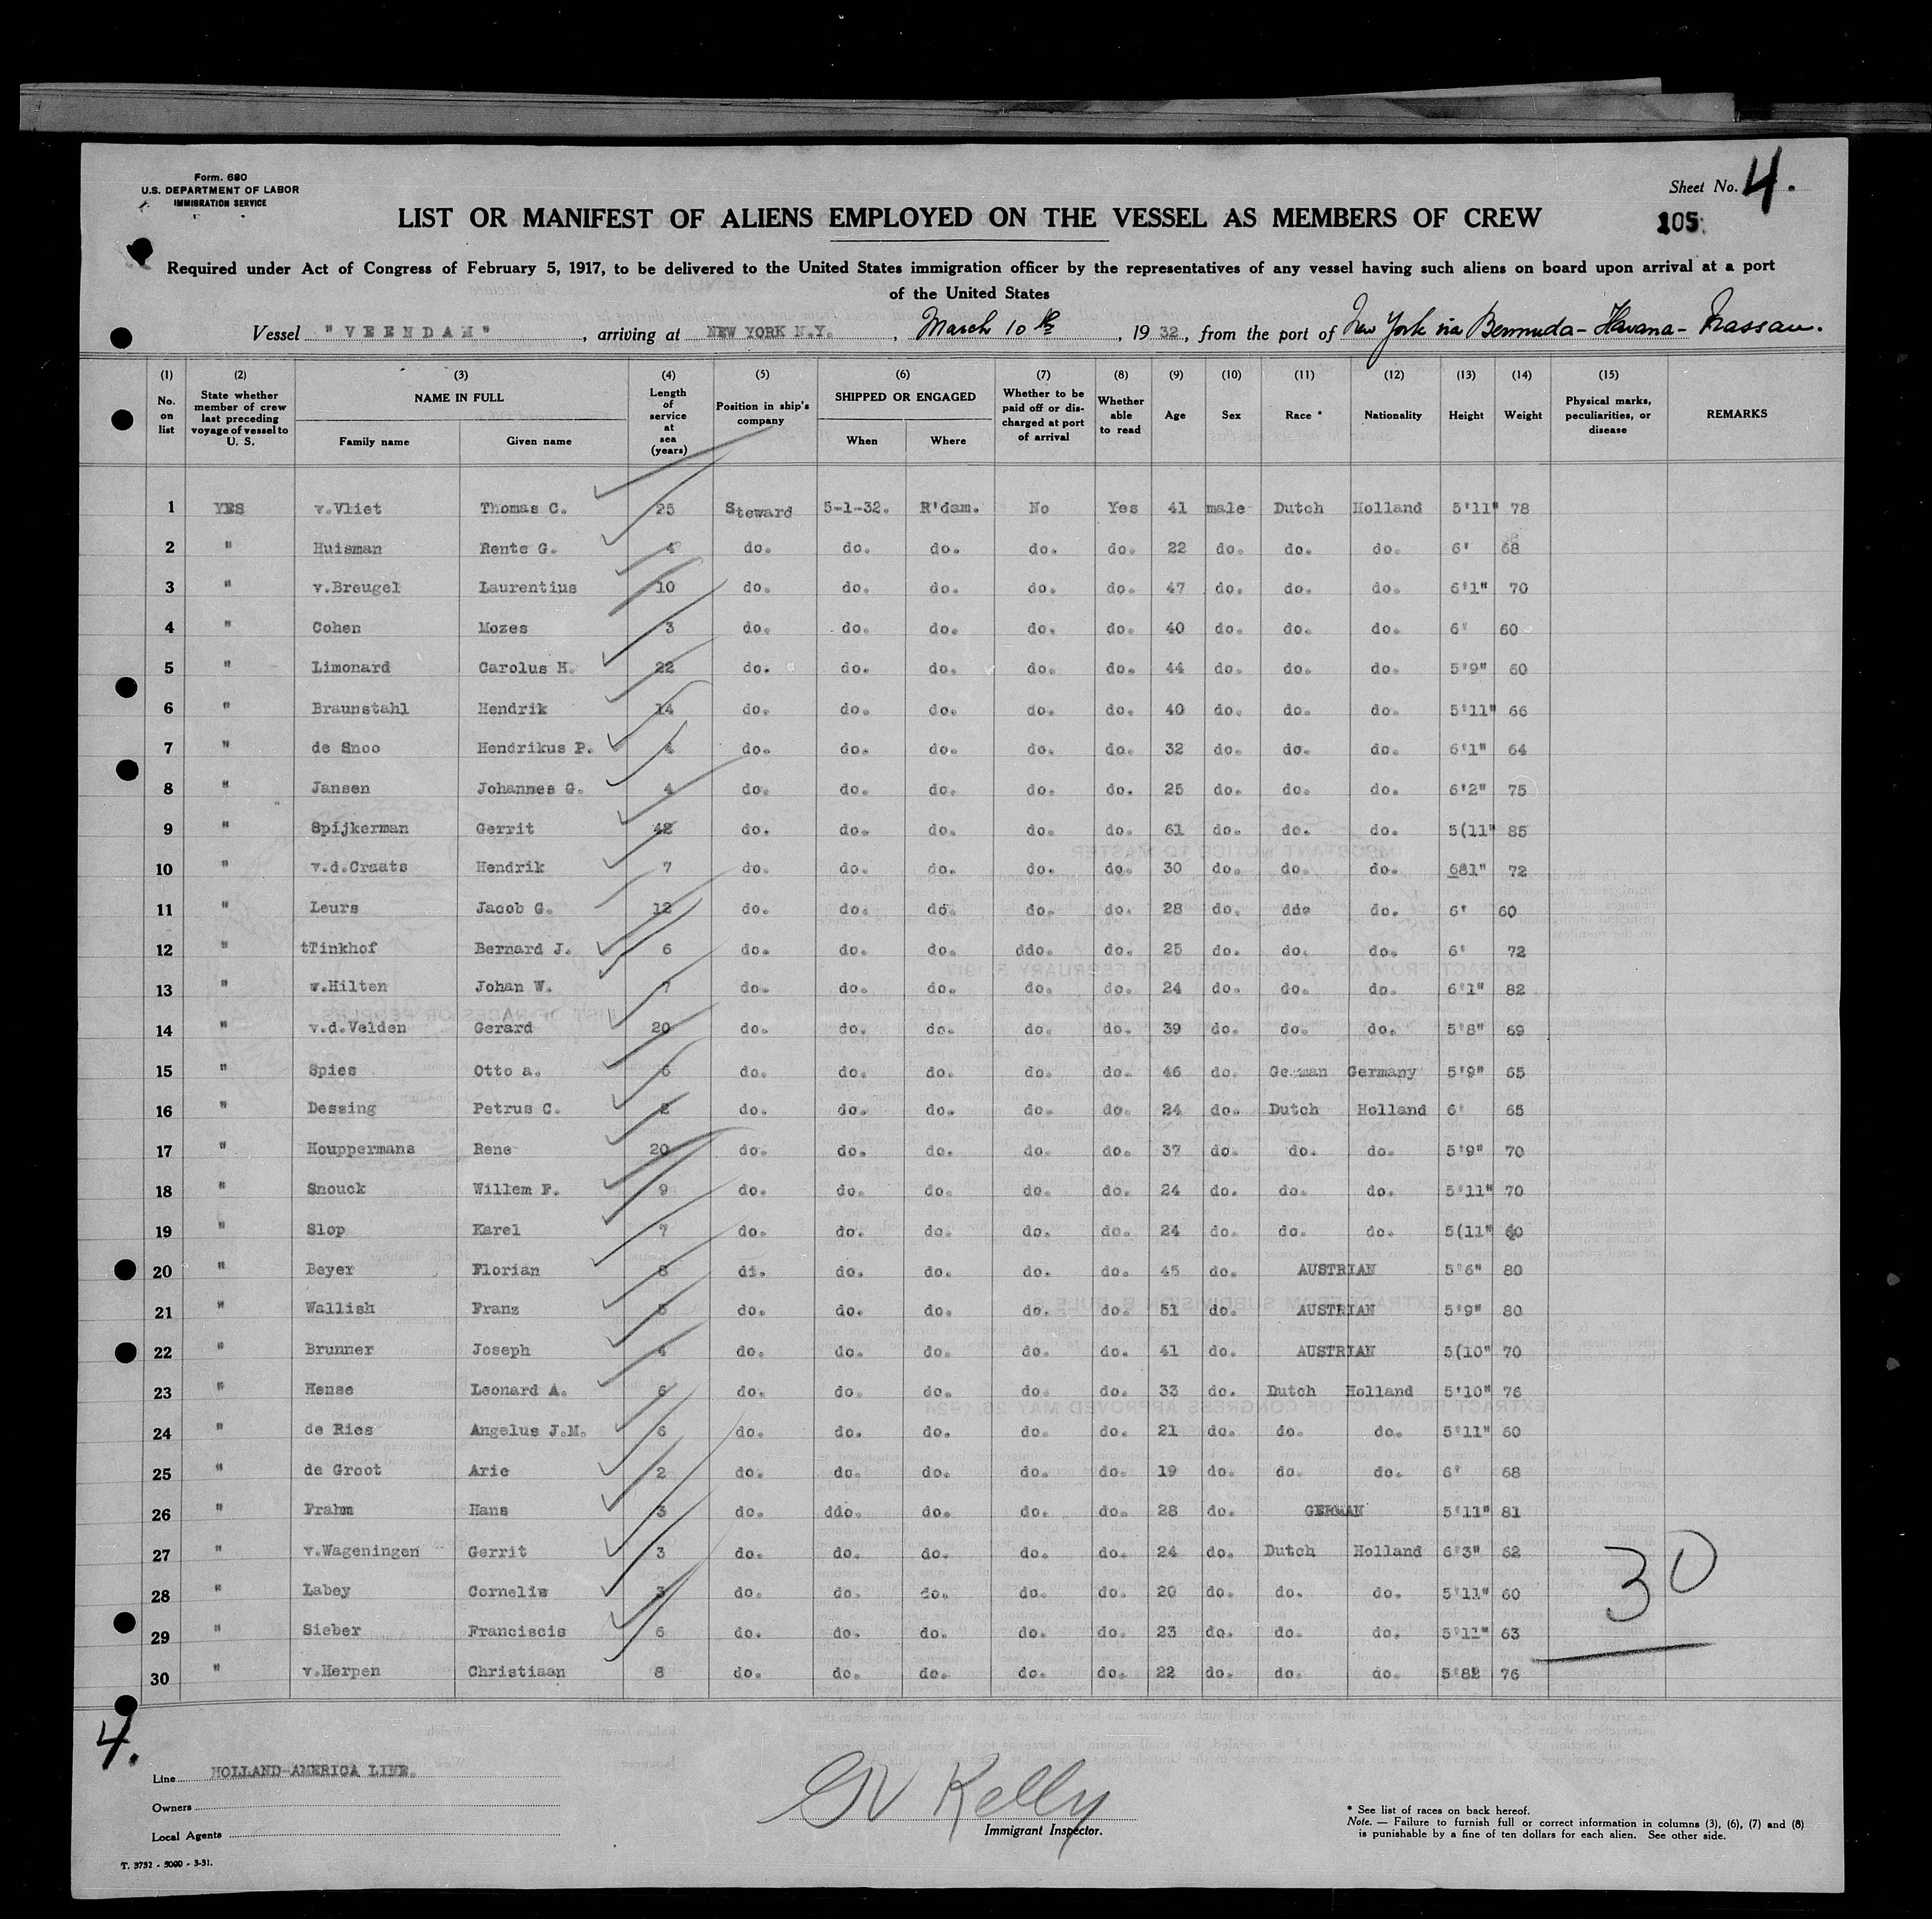 Form. 680
U.S. DEPARTMENT OF LABOR
IMMIGRATION SERVICE
Sheet No. 4.
105
LIST OR MANIFEST OF ALIENS EMPLOYED ON THE VESSEL AS MEMBERS OF CREW
Required under Act of Congress of February 5, 1917, to be delivered to the United States immigration officer by the representatives of any vessel having such aliens on board upon arrival at a port
of the United States
Vessel "VEENDAM", arriving at NEW YORK N.Y., March 10th, 1932, from the port of New York via Bermuda - Havana - Nassau.
(1) No. on list (2) State whether member of crew last preceding voyage of vessel to U. S. (3) NAME IN FULL Family name Given name (4) Length of service at sea (years) (5) Position in ship's company (6) SHIPPED OR ENGAGED When Where (7) Whether to be paid off or discharged at port of arrival (8) Whether able to read (9) Age (10) Sex (11) Race * (12) Nationality (13) Height (14) Weight (15) Physical marks, peculiarities, or disease REMARKS
1 YES v.Vliet Thomas C. 25 Steward 5-1-32. R'dam. No Yes 41 male Dutch Holland 5'11" 78
2 " Huisman Rente G. 4 do. do. do. do. do. 22 do. do. do. 6' 68
3 " v.Breugel Laurentius 10 do. do. do. do. do. 47 do. do. do. 6'1" 70
4 " Cohen Mozes 3 do. do. do. do. do. 40 do. do. do. 6' 60
5 " Limonard Carolus H. 22 do. do. do. do. do. 44 do. do. do. 5'9" 60
6 " Braunstahl Hendrik 14 do. do. do. do. do. 40 do. do. do. 5'11" 66
7 " de Snoo Hendrikus P. 4 do. do. do. do. do. 32 do. do. do. 6'1" 64
8 " Jansen Johannes G. 4 do. do. do. do. do. 25 do. do. do. 6'2" 75
9 " Spijkerman Gerrit 42 do. do. do. do. do. 61 do. do. do. 5(11" 85
10 " v.d.Craats Hendrik 7 do. do. do. do. do. 30 do. do. do. 681" 72
11 " Leurs Jacob G. 12 do. do. do. do. do. 28 do. ddo do. 6' 60
12 " tTinkhof Bernard J. 6 do. do. do. ddo. do. 25 do. do. do. 6' 72
13 " v.Hilten Johan W. 7 do. do. do. do. do. 24 do. do. do. 6'1" 82
14 " v.d.Velden Gerard 20 do. do. do. do. do. 39 do. do. do. 5'8" 69
15 " Spies Otto a. 6 do. do. do. do. do. 46 do. German Germany 5'9" 65
16 " Dessing Petrus C. 2 do. do. do. do. do. 24 do. Dutch Holland 6' 65
17 " Houppermans Rene 20 do. do. do. do. do. 37 do. do. do. 5'9" 70
18 " Snouck Willem F. 9 do. do. do. do. do. 24 do. do. do. 5'11" 70
19 " Slop Karel 7 do. do. do. do. do. 24 do. do. do. 5(11" 60
20 " Beyer Florian 8 di. do. do. do. do. 45 do. AUSTRIAN 5'6" 80
21 " Wallish Franz 5 do. do. do. do. do. 51 do. AUSTRIAN 5'9" 80
22 " Brunner Joseph 4 do. do. do. do. do. 41 do. AUSTRIAN 5(10" 70
23 " Hense Leonard A. 6 do. do. do. do. do. 33 do. Dutch Holland 5'10" 76
24 " de Ries Angelus J.M. 6 do. do. do. do. do. 21 do. do. do. 5'11" 60
25 " de Groot Arie 2 do. do. do. do. do. 19 do. do. do. 6' 68
26 " Frahm Hans 3 do. ddo. do. do. do. 28 do. GERMAN 5'11" 81
27 " v.Wageningen Gerrit 3 do. do. do. do. do. 24 do. Dutch Holland 6'3" 62
28 " Labey Cornelis 3 do. do. do. do. do. 20 do. do. do. 5'11" 60
29 " Sieber Franciscis 6 do. do. do. do. do. 23 do. do. do. 5'11" 63
30 " v.Herpen Christiaan 8 do. do. do. do. do. 22 do. do. do. 5'82 76
30
4.
Line HOLLAND-AMERICA LINE.
Owners
Local Agents
GV Kelly
Immigrant Inspector.
* See list of races on back hereof.
Note. — Failure to furnish full or correct information in columns (3), (6), (7) and (8)
is punishable by a fine of ten dollars for each alien. See other side.
T. 3752 - 5000 - 3-31.